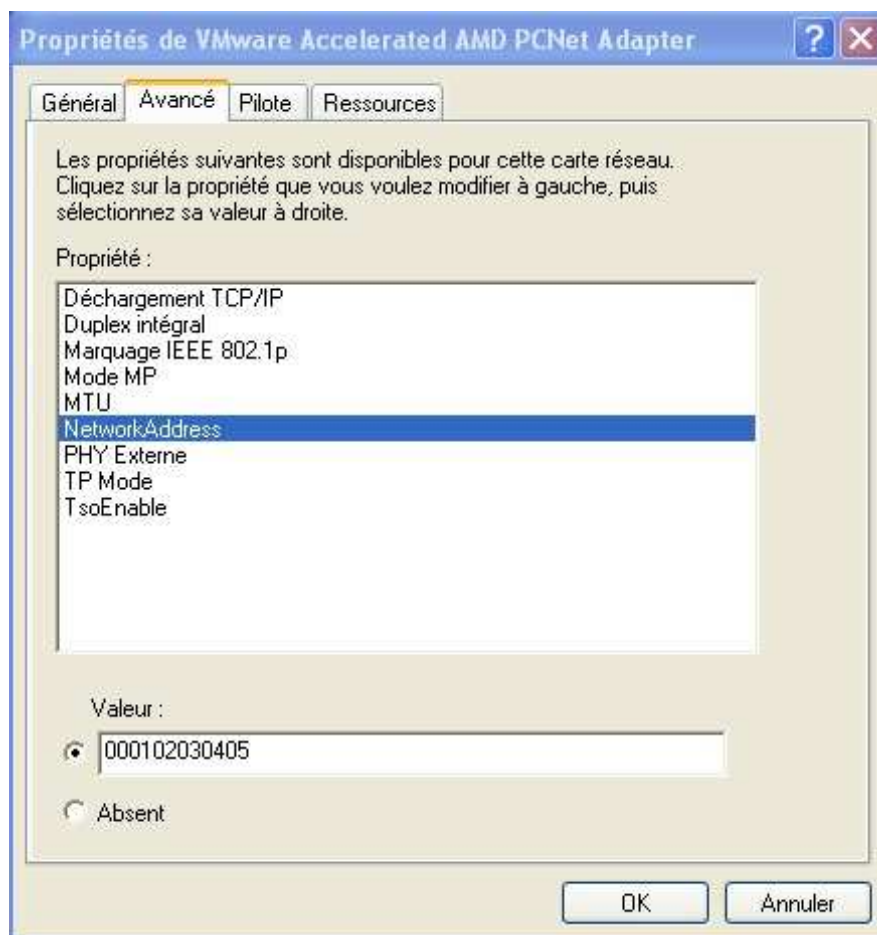 Propriétés de VMware Accelerated AMD PCNet Adapter
Général Avancé Pilote Ressources
Les propriétés suivantes sont disponibles pour cette carte réseau.
Cliquez sur la propriété que vous voulez modifier à gauche, puis
sélectionnez sa valeur à droite.
Propriété :
Déchargement TCP/IP
Duplex intégral
Marquage IEEE 802.1p
Mode MP
MTU
NetworkAddress
PHY Externe
TP Mode
TsoEnable
Valeur :
000102030405
Absent
OK Annuler